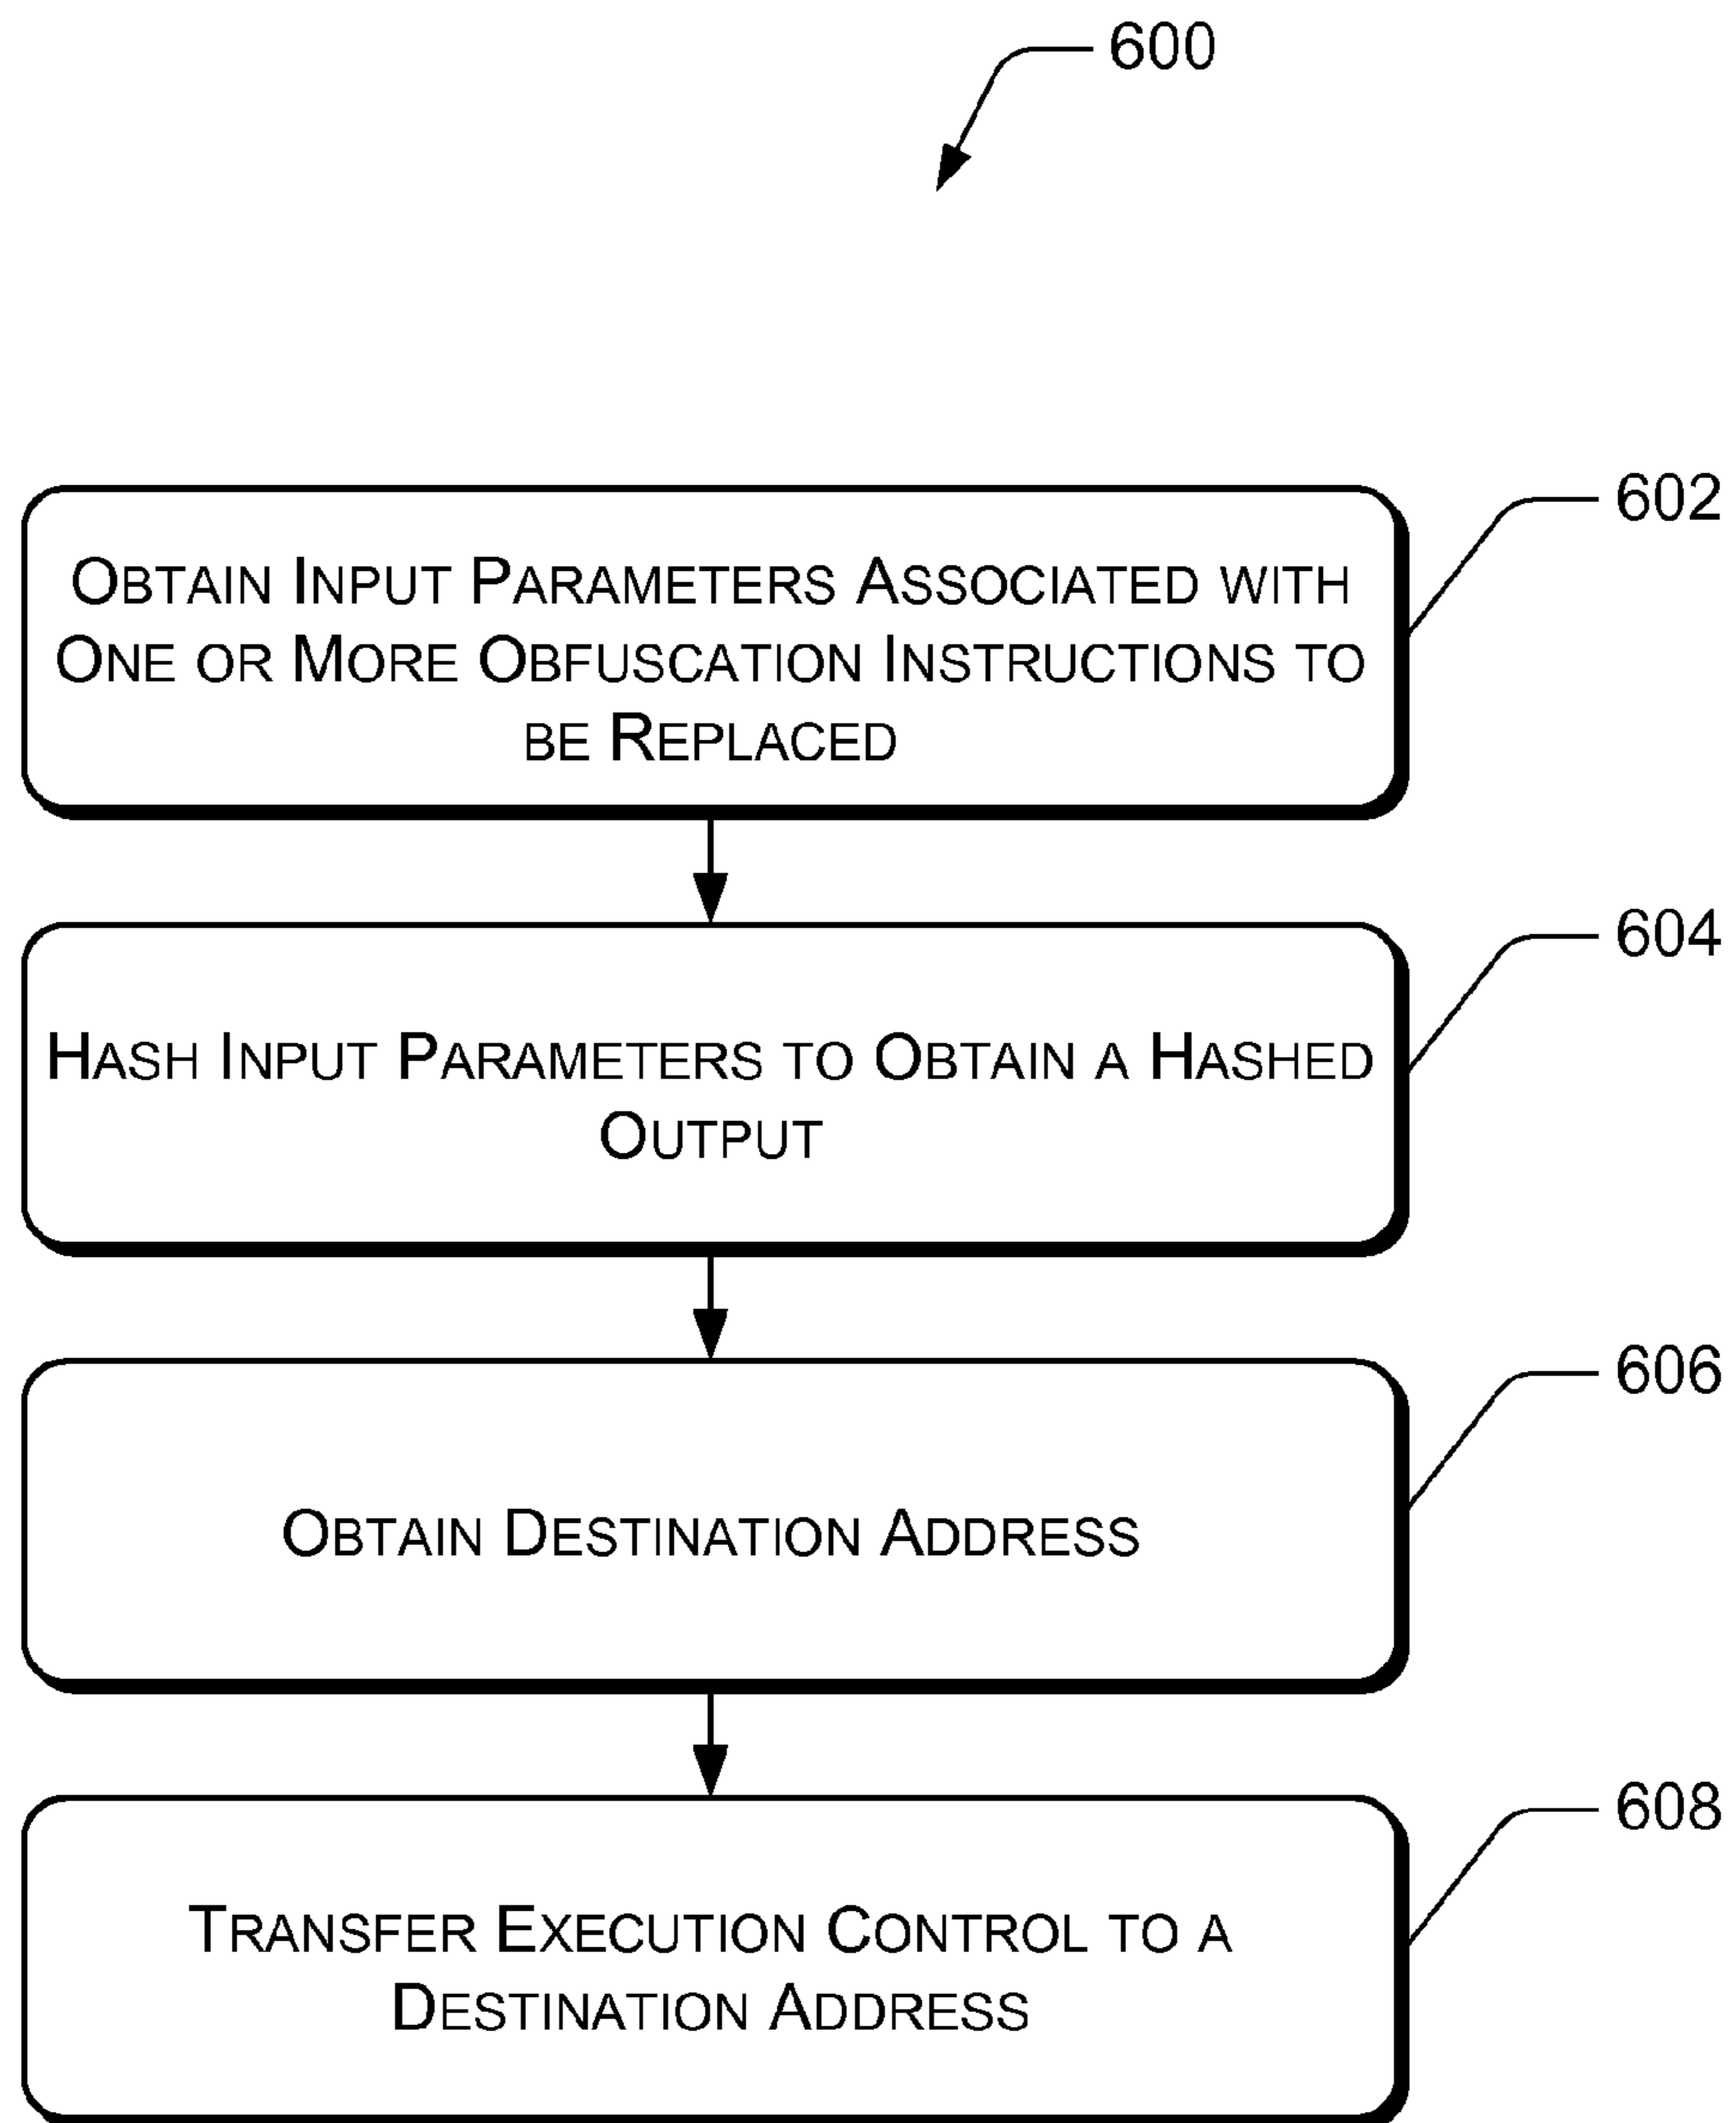 600
602
OBTAIN INPUT PARAMETERS ASSOCIATED WITH
ONE OR MORE OBFUSCATION INSTRUCTIONS TO
BE REPLACED
604
HASH INPUT PARAMETERS TO OBTAIN A HASHED
OUTPUT
606
OBTAIN DESTINATION ADDRESS
608
TRANSFER EXECUTION CONTROL TO A
DESTINATION ADDRESS